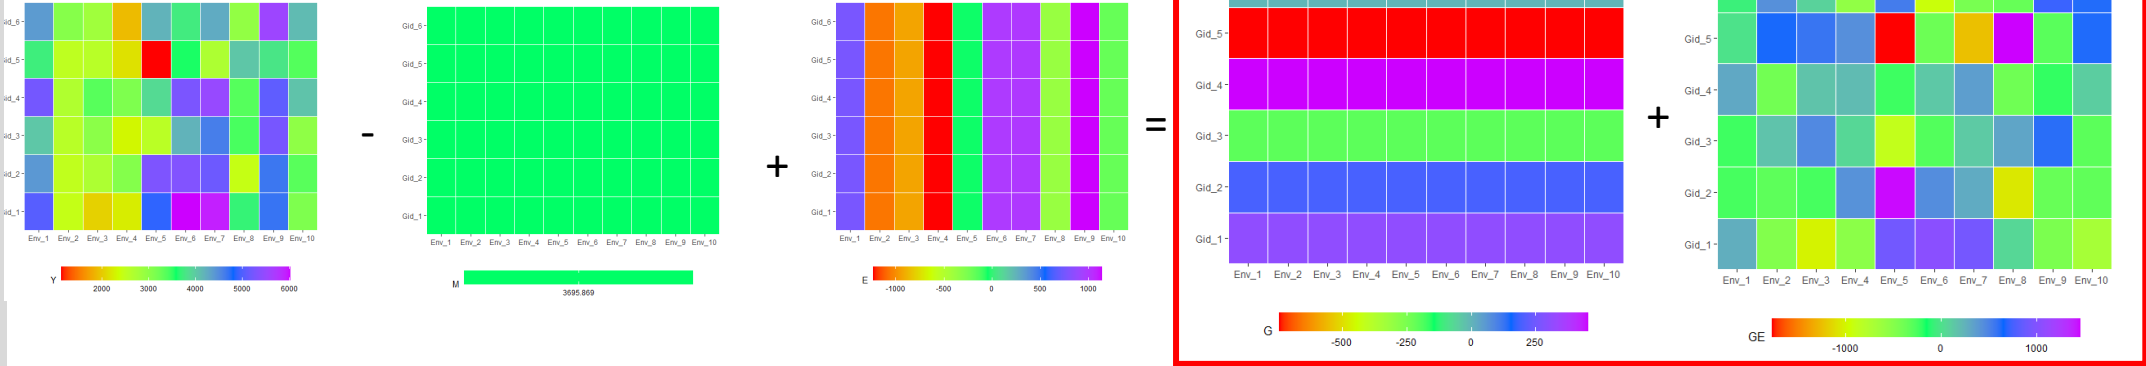 Gid_6
Gid_5
Gid_4
Gid_3
Gid_2
Gid_1
Env_1 Env_2 Env_3 Env_4 Env_5 Env_6 Env_7 Env_8 Env_9 Env_10
Y
2000 3000 4000 5000 6000
-
Gid_6
Gid_5
Gid_4
Gid_3
Gid_2
Gid_1
Env_1 Env_2 Env_3 Env_4 Env_5 Env_6 Env_7 Env_8 Env_9 Env_10
M
3695.869
+
Gid_6
Gid_5
Gid_4
Gid_3
Gid_2
Gid_1
Env_1 Env_2 Env_3 Env_4 Env_5 Env_6 Env_7 Env_8 Env_9 Env_10
E
-1000 -500 0 500 1000
=
Gid_5
Gid_4
Gid_3
Gid_2
Gid_1
Env_1 Env_2 Env_3 Env_4 Env_5 Env_6 Env_7 Env_8 Env_9 Env_10
G
-500 -250 0 250
+
Gid_5
Gid_4
Gid_3
Gid_2
Gid_1
Env_1 Env_2 Env_3 Env_4 Env_5 Env_6 Env_7 Env_8 Env_9 Env_10
GE
-1000 0 1000